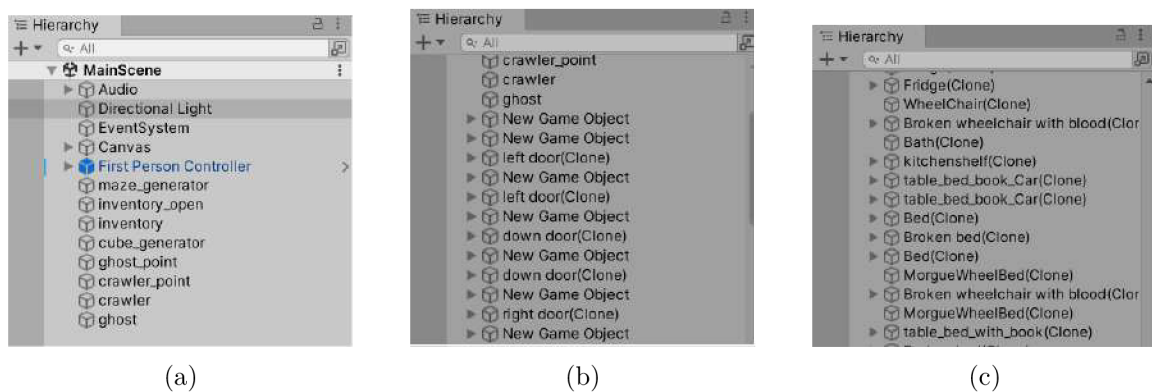 Hierarchy
All
MainScene
Audio
Directional Light
EventSystem
Canvas
First Person Controller
maze_generator
inventory_open
inventory
cube_generator
ghost_point
crawler_point
crawler
ghost
(a)
Hierarchy
All
crawler_point
crawler
ghost
New Game Object
New Game Object
left door(Clone)
New Game Object
left door(Clone)
New Game Object
down door(Clone)
New Game Object
down door(Clone)
New Game Object
right door(Clone)
New Game Object
(b)
Hierarchy
All
Fridge(Clone)
WheelChair(Clone)
Broken wheelchair with blood(Clor
Bath(Clone)
kitchenshelf(Clone)
table_bed_book_Car(Clone)
table_bed_book_Car(Clone)
Bed(Clone)
Broken bed(Clone)
Bed(Clone)
MorgueWheelBed(Clone)
Broken wheelchair with blood(Clor
MorgueWheelBed(Clone)
table_bed_with_book(Clone)
(c)